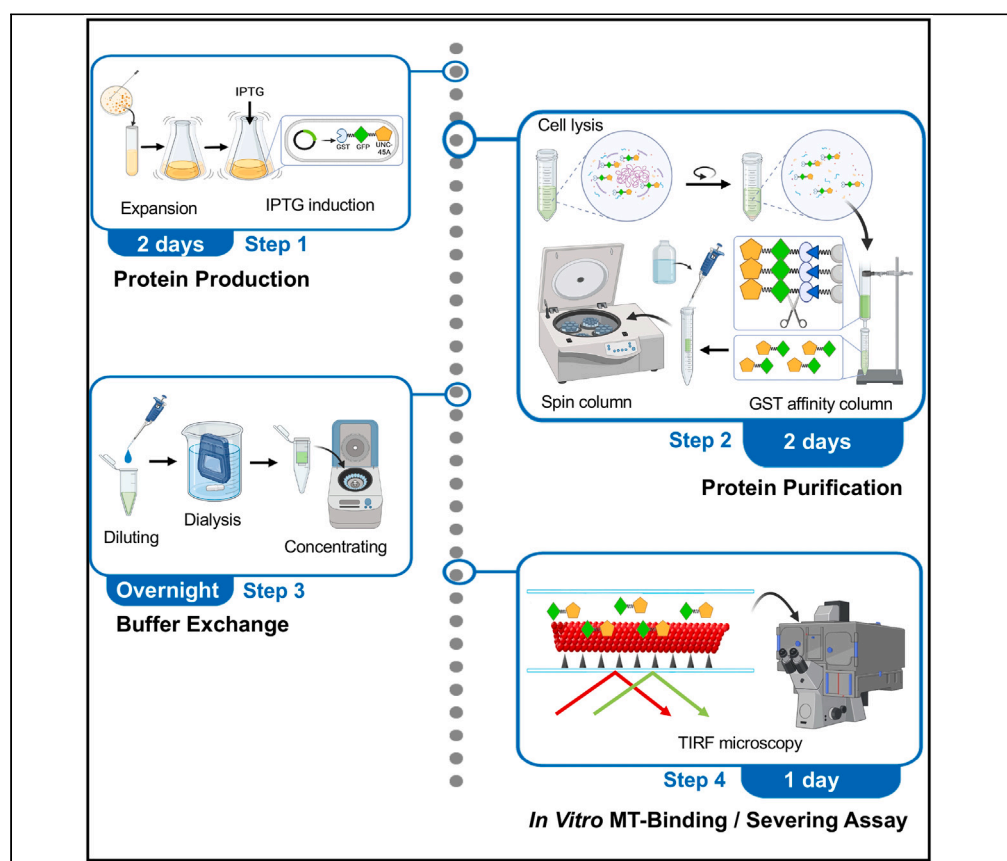 IPTG
GST GFP UNC-
45A
Expansion
IPTG induction
2 days Step 1
Protein Production
Cell lysis
Spin column
GST affinity column
Step 2 2 days
Protein Purification
Diluting
Dialysis
Concentrating
Overnight Step 3
Buffer Exchange
TIRF microscopy
Step 4 1 day
In Vitro MT-Binding / Severing Assay